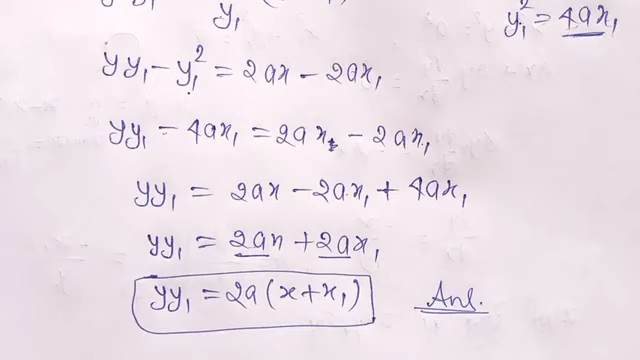 y₁
y₁² = 4ax₁
yy₁ - y₁² = 2ax - 2ax₁
yy₁ - 4ax₁ = 2ax - 2ax₁
yy₁ = 2ax - 2ax₁ + 4ax₁
yy₁ = 2ax + 2ax₁
yy₁ = 2a(x+x₁) Ans.